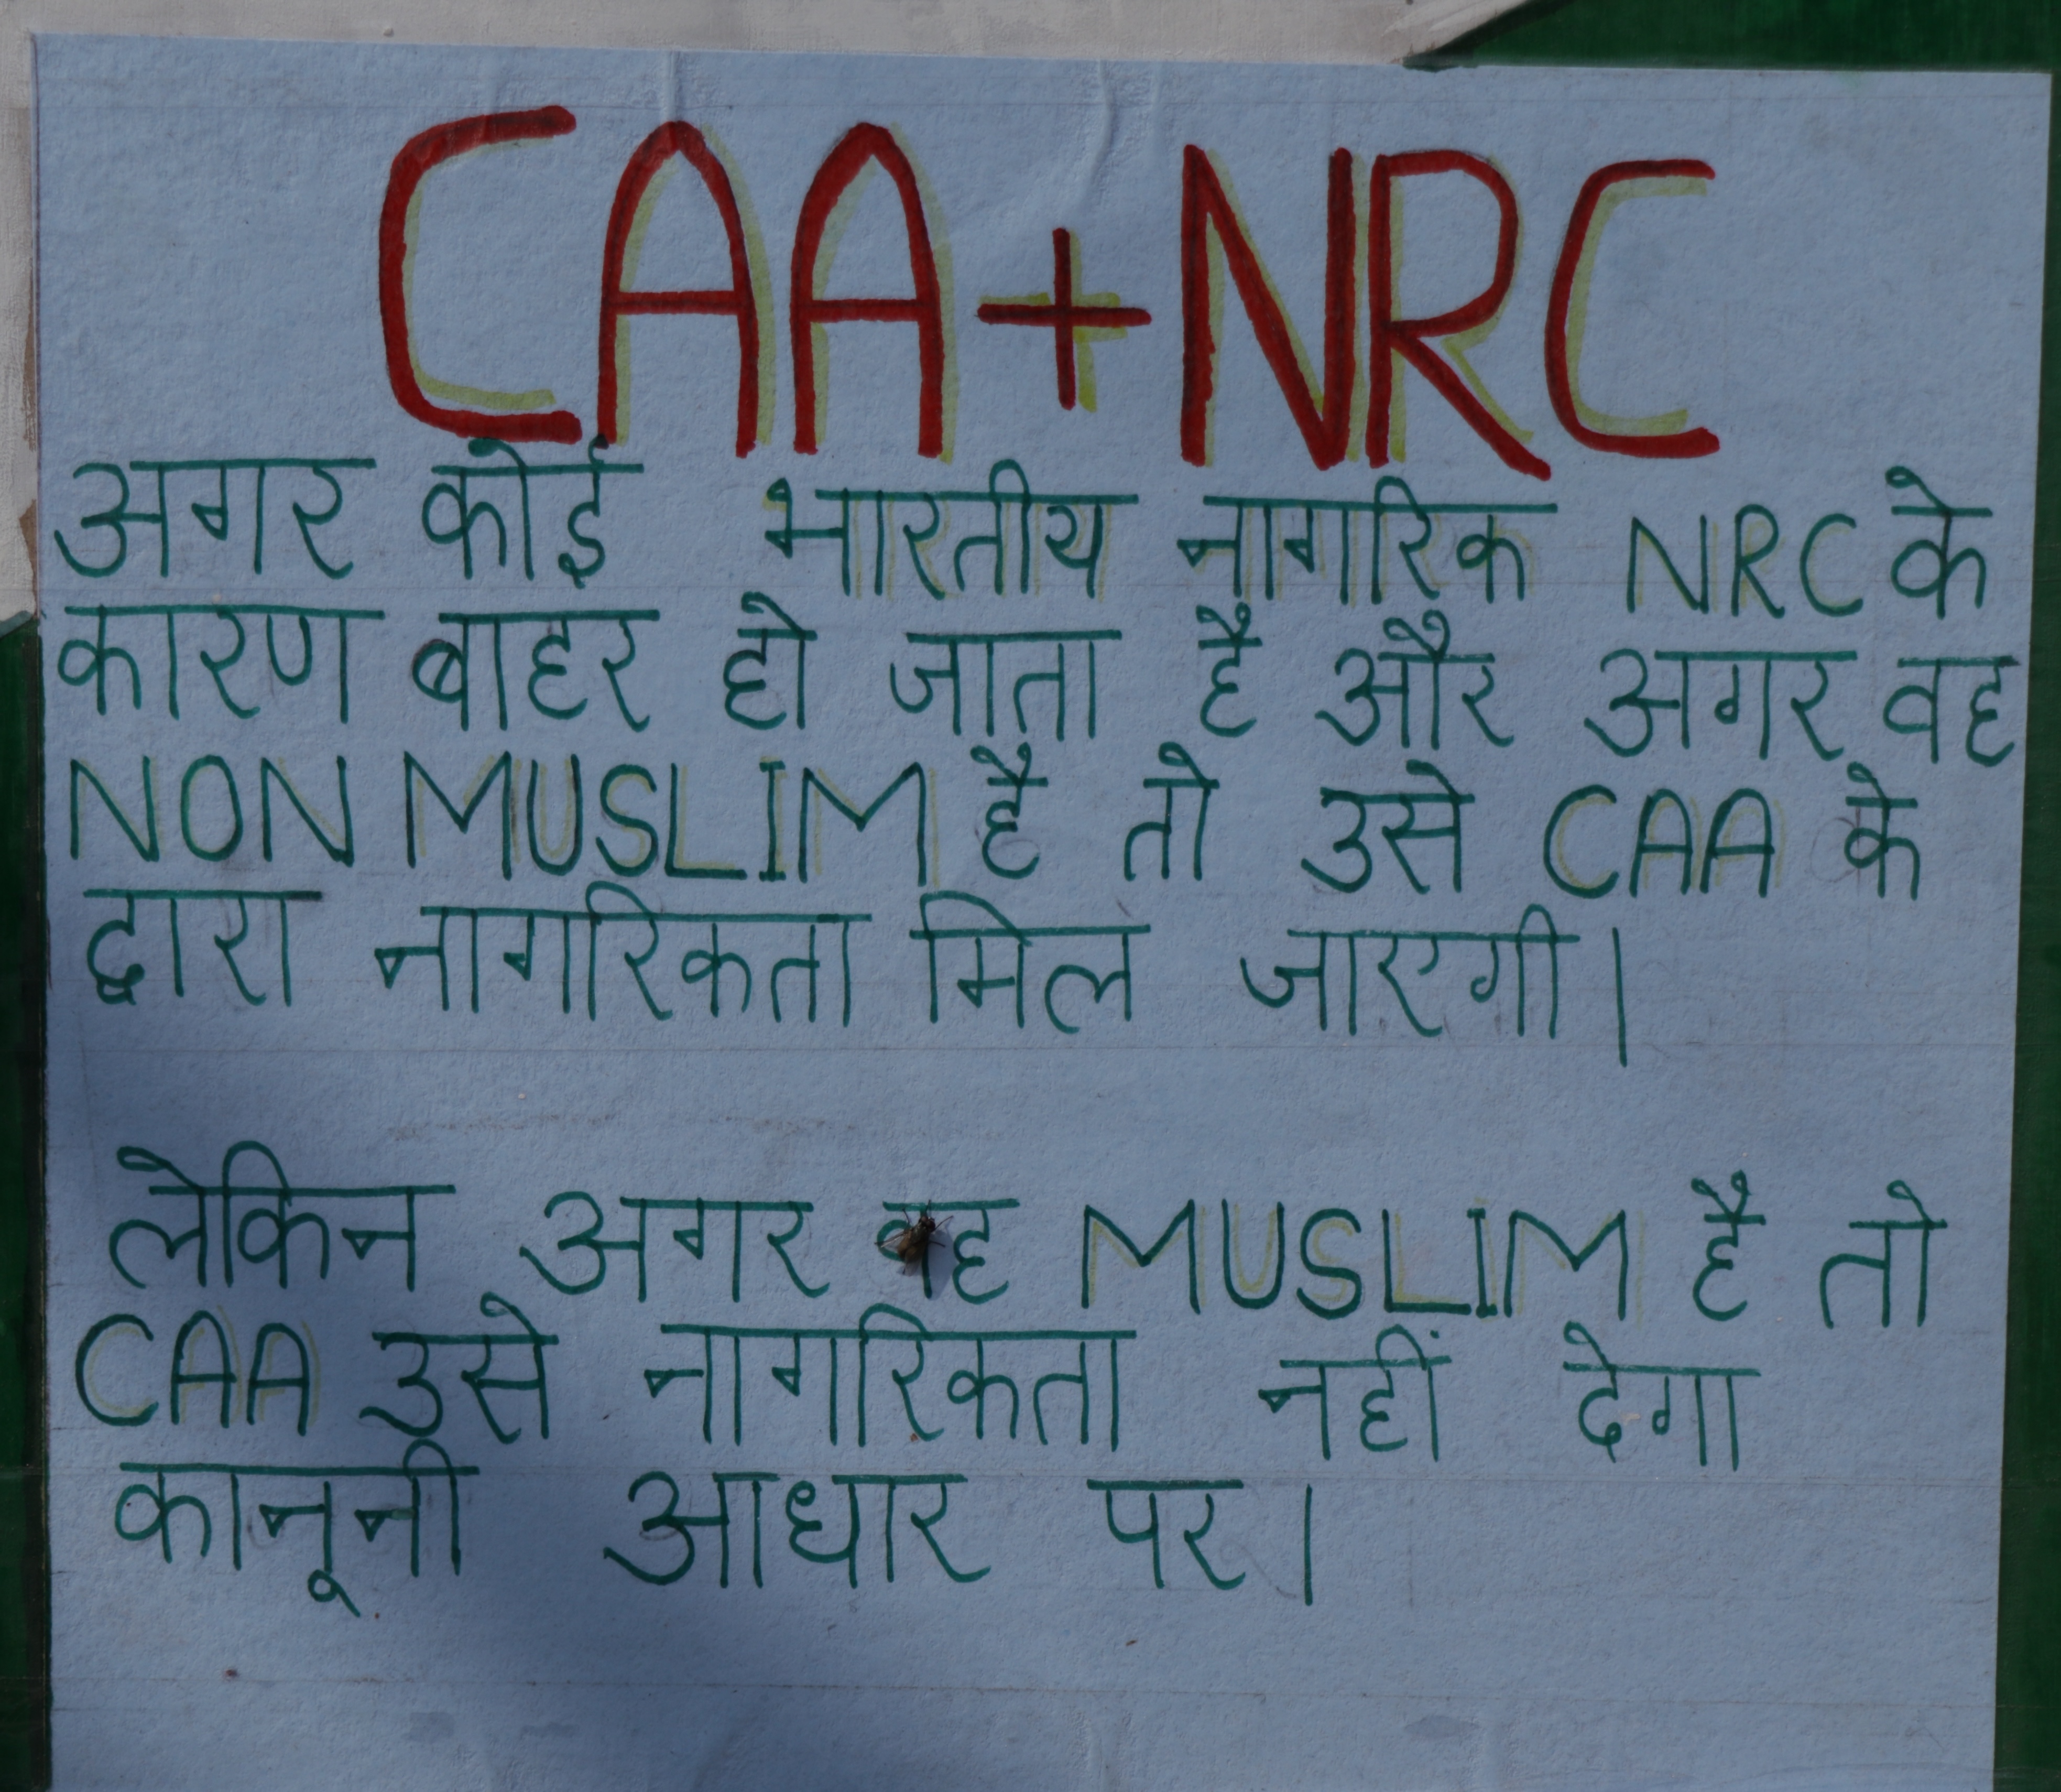 CAA+NRC
अगर कोई भारतीय नागरिक NRC के
कारण बाहर हो जाता है और अगर वह
NON MUSLIM है तो उसे CAA के
द्वारा नागरिकता मिल जाएगी।
लेकिन अगर वह MUSLIM है तो
CAA उसे नागरिकता नहीं देगा
कानूनी आधार पर।